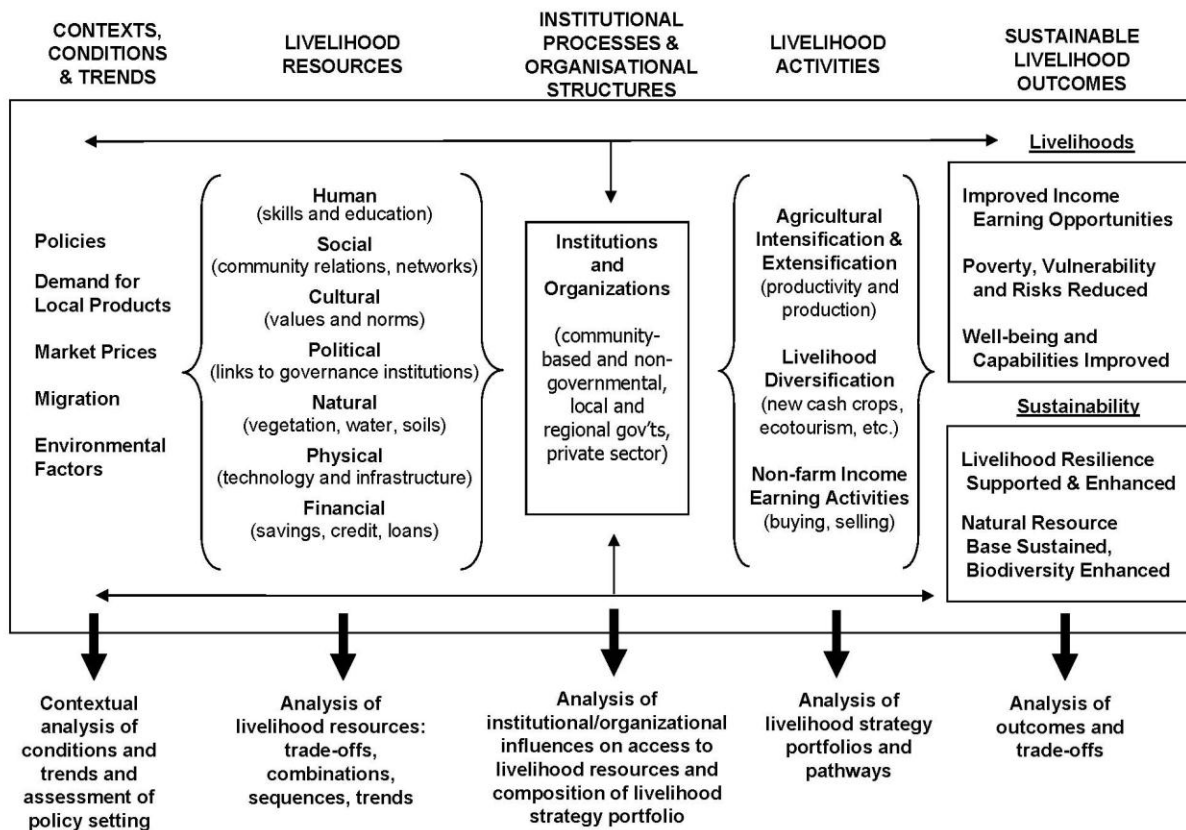 CONTEXTS,
CONDITIONS
& TRENDS
LIVELIHOOD
RESOURCES
INSTITUTIONAL
PROCESSES &
ORGANISATIONAL
STRUCTURES
LIVELIHOOD
ACTIVITIES
SUSTAINABLE
LIVELIHOOD
OUTCOMES
Policies
Demand for
Local Products
Market Prices
Migration
Environmental
Factors
Human
(skills and education)
Social
(community relations, networks)
Cultural
(values and norms)
Political
(links to governance institutions)
Natural
(vegetation, water, soils)
Physical
(technology and infrastructure)
Financial
(savings, credit, loans)
Institutions
and
Organizations
(community-
based and non-
governmental,
local and
regional gov'ts,
private sector)
Agricultural
Intensification &
Extensification
(productivity and
production)
Livelihood
Diversification
(new cash crops,
ecotourism, etc.)
Non-farm Income
Earning Activities
(buying, selling)
Livelihoods
Improved Income
Earning Opportunities
Poverty, Vulnerability
and Risks Reduced
Well-being and
Capabilities Improved
Sustainability
Livelihood Resilience
Supported & Enhanced
Natural Resource
Base Sustained,
Biodiversity Enhanced
Contextual
analysis of
conditions and
trends and
assessment of
policy setting
Analysis of
livelihood resources:
trade-offs,
combinations,
sequences, trends
Analysis of
institutional/organizational
influences on access to
livelihood resources and
composition of livelihood
strategy portfolio
Analysis of
livelihood strategy
portfolios and
pathways
Analysis of
outcomes and
trade-offs